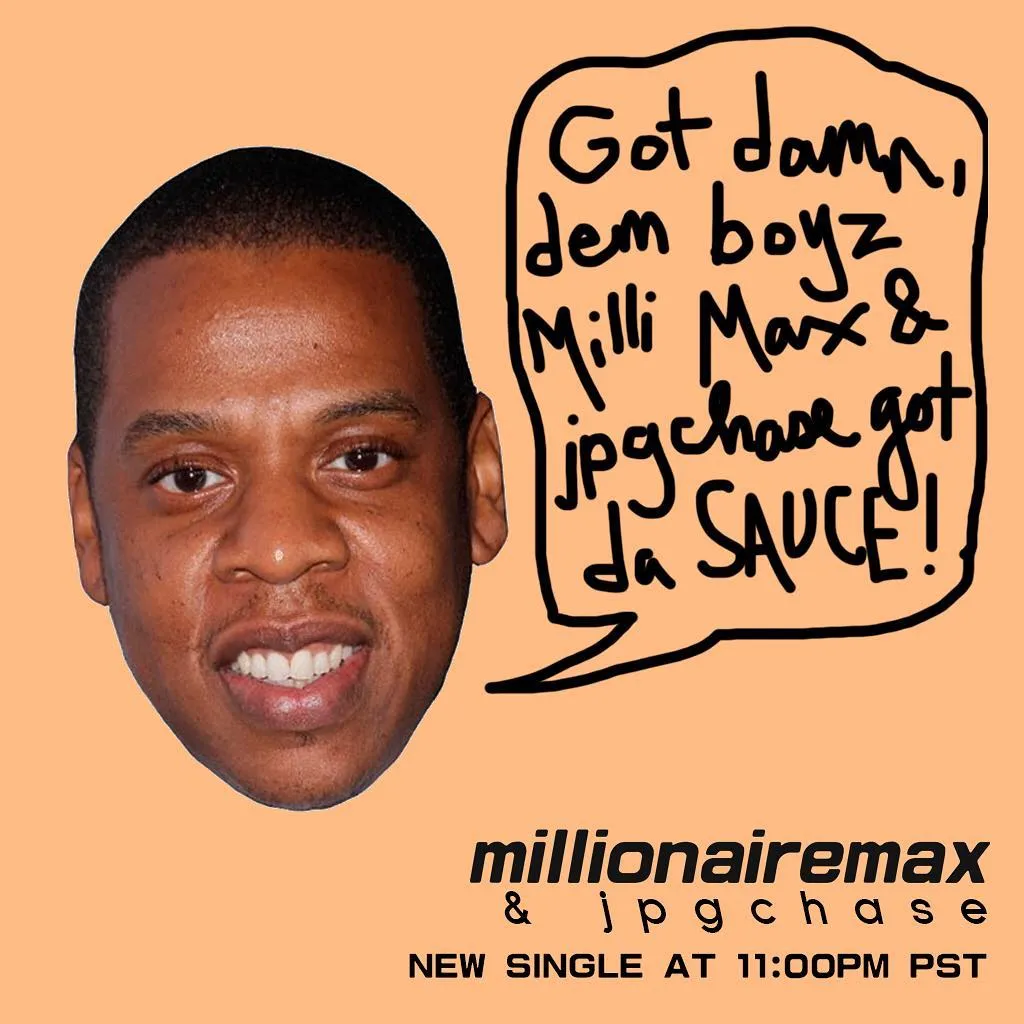 Got damn,
dem boyz
Milli Max &
jpgchase got
da SAUCE!
millionairemax
& jpgchase
NEW SINGLE AT 11:00PM PST